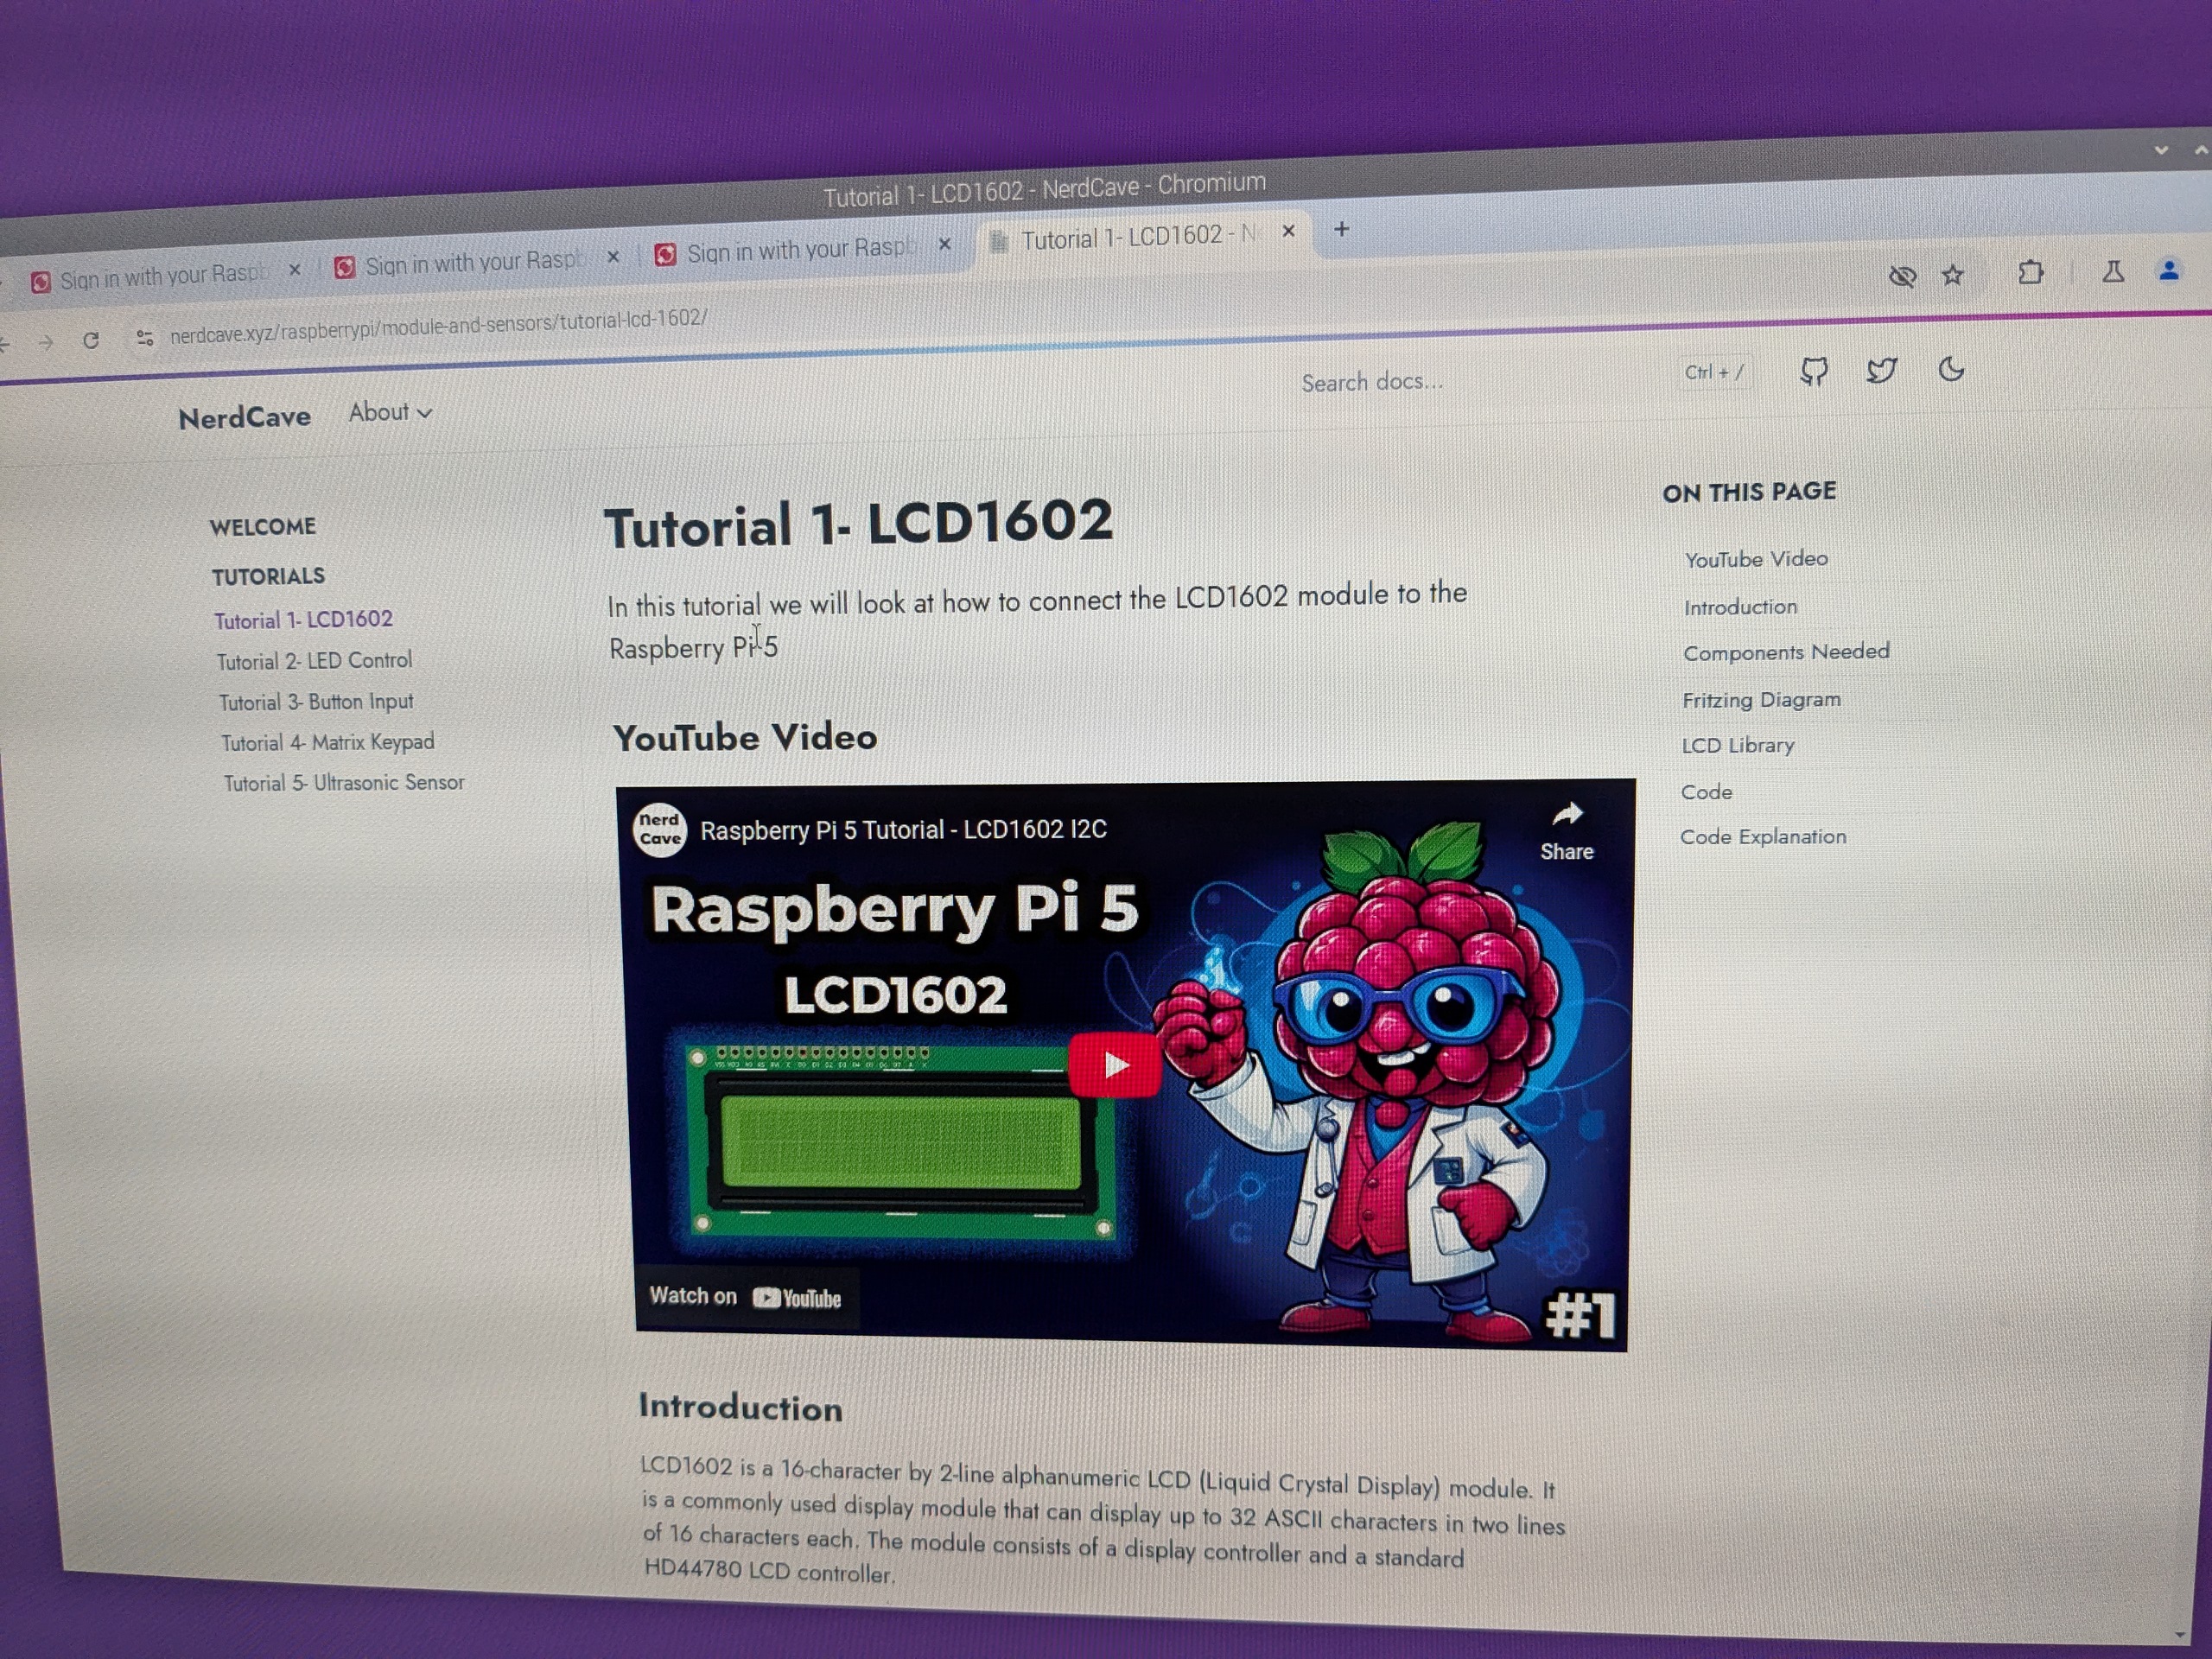 Tutorial 1- LCD1602 - NerdCave - Chromium
Sign in with your Raspb
Sign in with your Raspb
Sign in with your Raspb
Tutorial 1- LCD1602 - N
nerdcave.xyz/raspberrypi/module-and-sensors/tutorial-lcd-1602/
NerdCave
About
Search docs...
Ctrl + /
WELCOME
TUTORIALS
Tutorial 1- LCD1602
Tutorial 2- LED Control
Tutorial 3- Button Input
Tutorial 4- Matrix Keypad
Tutorial 5- Ultrasonic Sensor
Tutorial 1- LCD1602
In this tutorial we will look at how to connect the LCD1602 module to the
Raspberry Pi 5
YouTube Video
nerd
Cave
Raspberry Pi 5 Tutorial - LCD1602 I2C
Share
Raspberry Pi 5
LCD1602
Watch on YouTube
#1
Introduction
LCD1602 is a 16-character by 2-line alphanumeric LCD (Liquid Crystal Display) module. It
is a commonly used display module that can display up to 32 ASCII characters in two lines
of 16 characters each. The module consists of a display controller and a standard
HD44780 LCD controller.
ON THIS PAGE
YouTube Video
Introduction
Components Needed
Fritzing Diagram
LCD Library
Code
Code Explanation